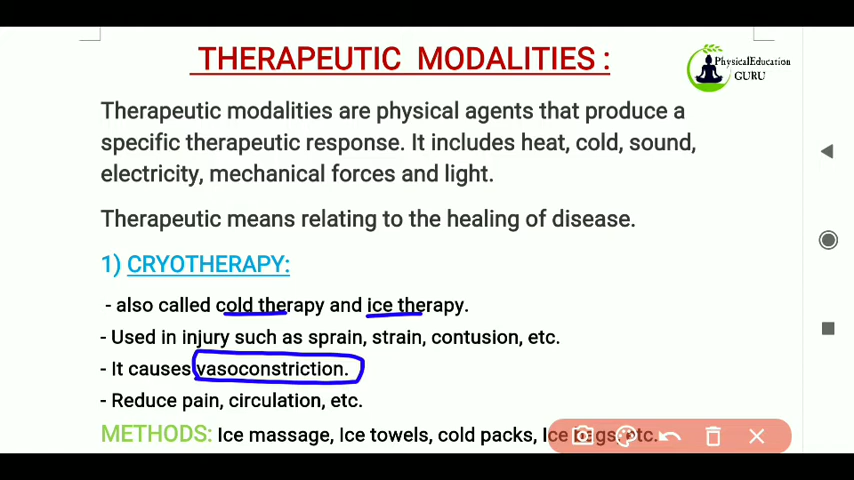 THERAPEUTIC MODALITIES :
PhysicalEducation
GURU
Therapeutic modalities are physical agents that produce a
specific therapeutic response. It includes heat, cold, sound,
electricity, mechanical forces and light.
Therapeutic means relating to the healing of disease.
1) CRYOTHERAPY:
- also called cold therapy and ice therapy.
- Used in injury such as sprain, strain, contusion, etc.
- It causes vasoconstriction.
- Reduce pain, circulation, etc.
METHODS: Ice massage, Ice towels, cold packs, Ice bags, etc.